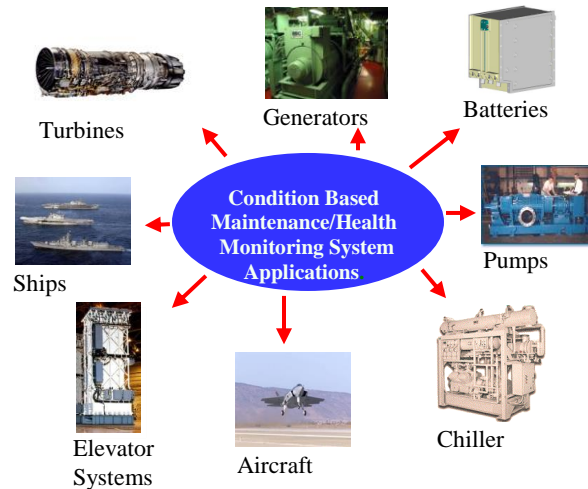 Turbines
Generators
Batteries
Condition Based
Maintenance/Health
Monitoring System
Applications.
Ships
Pumps
Elevator
Systems
Aircraft
Chiller